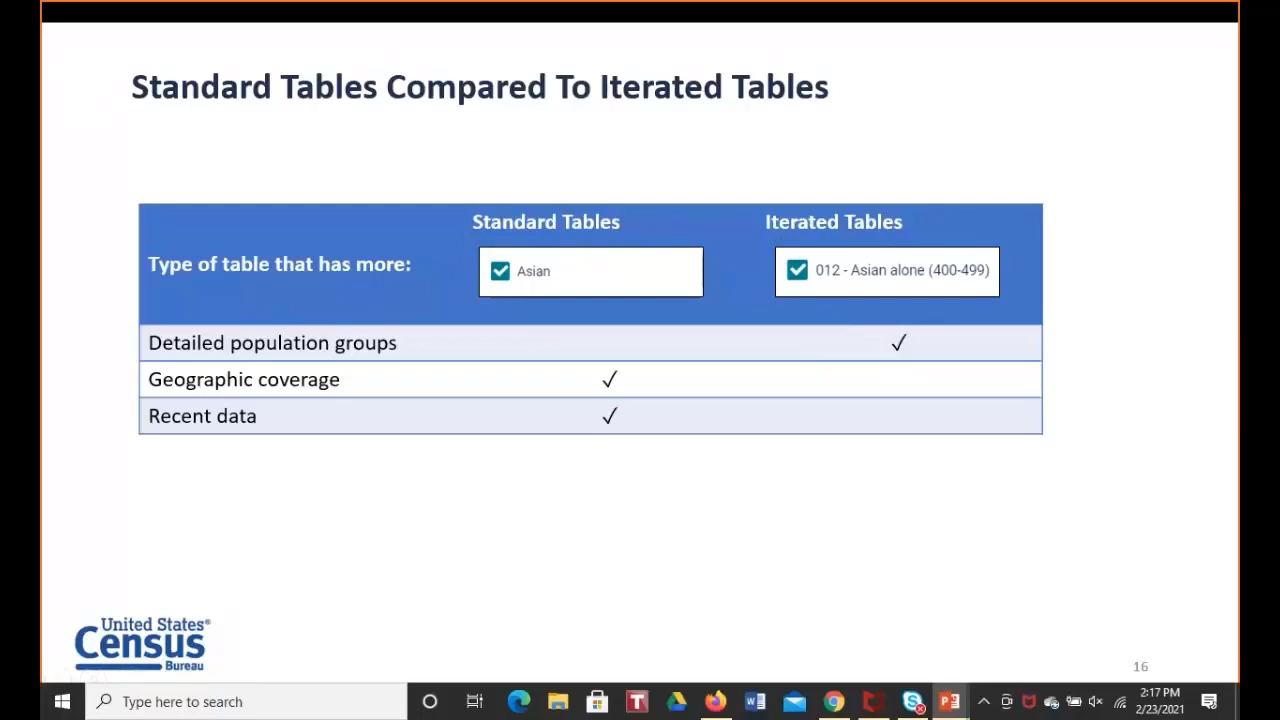 Standard Tables Compared To Iterated Tables
Standard Tables
Iterated Tables
Type of table that has more:
Asian
012 - Asian alone (400-499)
Detailed population groups ✓
Geographic coverage ✓
Recent data ✓
United States®
Census
Bureau
16
Type here to search
2:17 PM
2/23/2021